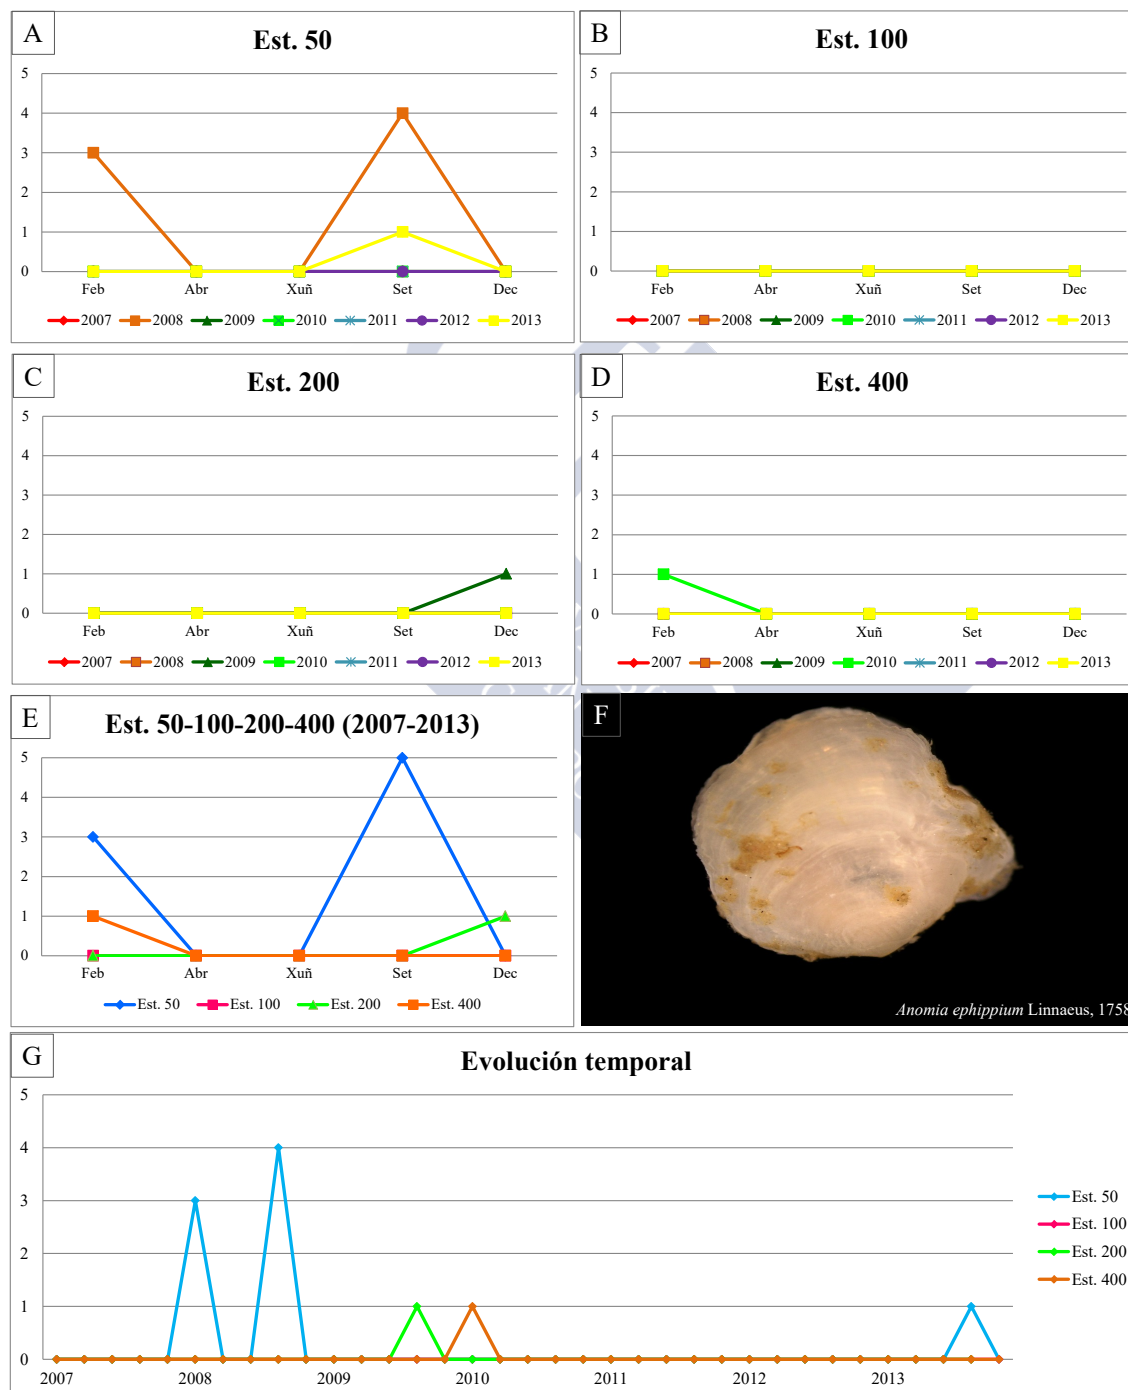 A
Est. 50
5
4
3
2
1
0
Feb Abr Xuñ Set Dec
2007 2008 2009 2010 2011 2012 2013
B
Est. 100
5
4
3
2
1
0
Feb Abr Xuñ Set Dec
2007 2008 2009 2010 2011 2012 2013
C
Est. 200
5
4
3
2
1
0
Feb Abr Xuñ Set Dec
2007 2008 2009 2010 2011 2012 2013
D
Est. 400
5
4
3
2
1
0
Feb Abr Xuñ Set Dec
2007 2008 2009 2010 2011 2012 2013
E
Est. 50-100-200-400 (2007-2013)
5
4
3
2
1
0
Feb Abr Xuñ Set Dec
Est. 50 Est. 100 Est. 200 Est. 400
F
Anomia ephippium Linnaeus, 1758
G
Evolución temporal
5
4
3
2
1
0
2007 2008 2009 2010 2011 2012 2013
Est. 50
Est. 100
Est. 200
Est. 400